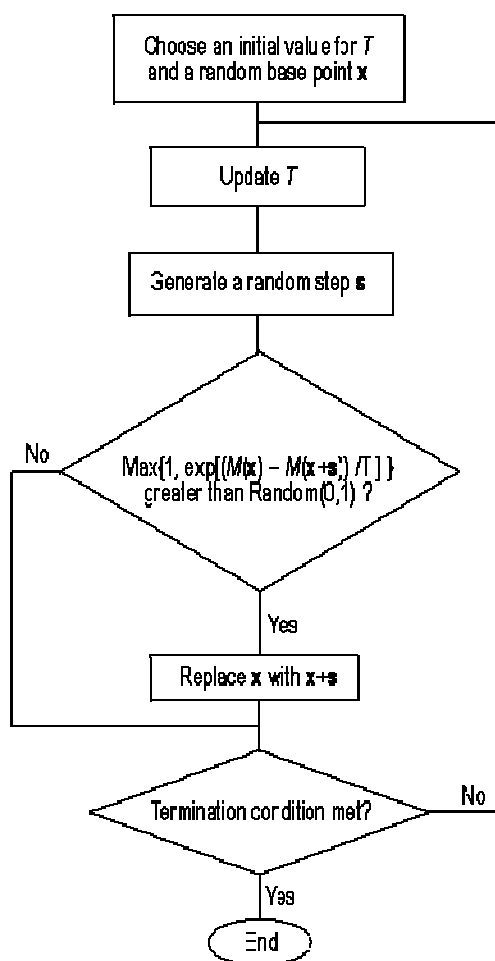 Choose an initial value for T
and a random base point x
Update T
Generate a random step s
No
Max{1, exp[(M(x) – M(x+s)) /T ] }
greater than Random(0,1) ?
Yes
Replace x with x+s
Termination condition met?
No
Yes
End